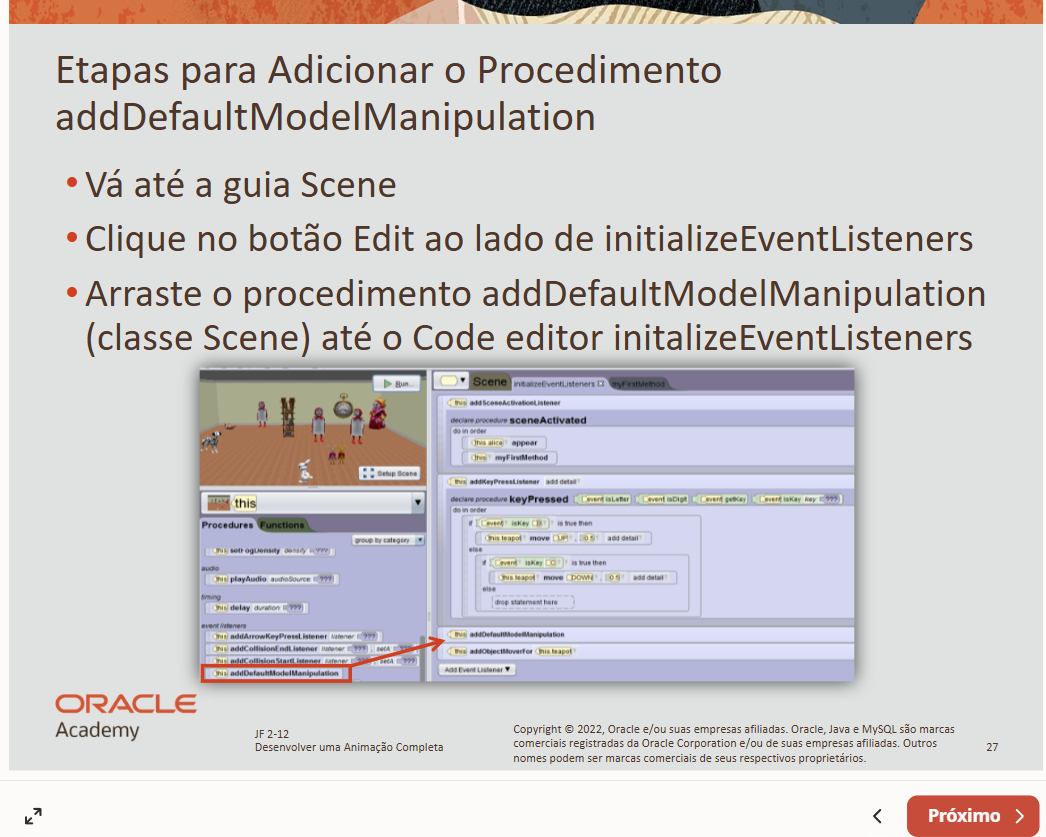 Etapas para Adicionar o Procedimento
addDefaultModelManipulation
• Vá até a guia Scene
• Clique no botão Edit ao lado de initializeEventListeners
• Arraste o procedimento addDefaultModelManipulation
(classe Scene) até o Code editor initalizeEventListeners
Run...
Setup Scene
this
Procedures Functions
group by category
this setFogDensity density: ???
audio
this playAudio audioSource: ???
timing
this delay duration: ???
event listeners
this addArrowKeyPressListener listener: ???
this addCollisionEndListener listener: ??? , setA: ???
this addCollisionStartListener listener: ??? , setA: ???
this addDefaultModelManipulation
Scene initializeEventListeners myFirstMethod
this addSceneActivationListener
declare procedure sceneActivated
do in order
this.alice appear
this myFirstMethod
this addKeyPressListener add detail
declare procedure keyPressed event isLetter event isDigit event getKey event isKey key: ???
do in order
if event isKey is true then
this.teapot move UP , 0.5 add detail
else
if event isKey is true then
this.teapot move DOWN , 0.5 add detail
else
drop statement here
this addDefaultModelManipulation
this addObjectMoverFor this.teapot
Add Event Listener
ORACLE
Academy
JF 2-12
Desenvolver uma Animação Completa
Copyright © 2022, Oracle e/ou suas empresas afiliadas. Oracle, Java e MySQL são marcas
comerciais registradas da Oracle Corporation e/ou de suas empresas afiliadas. Outros
nomes podem ser marcas comerciais de seus respectivos proprietários.
27
Próximo